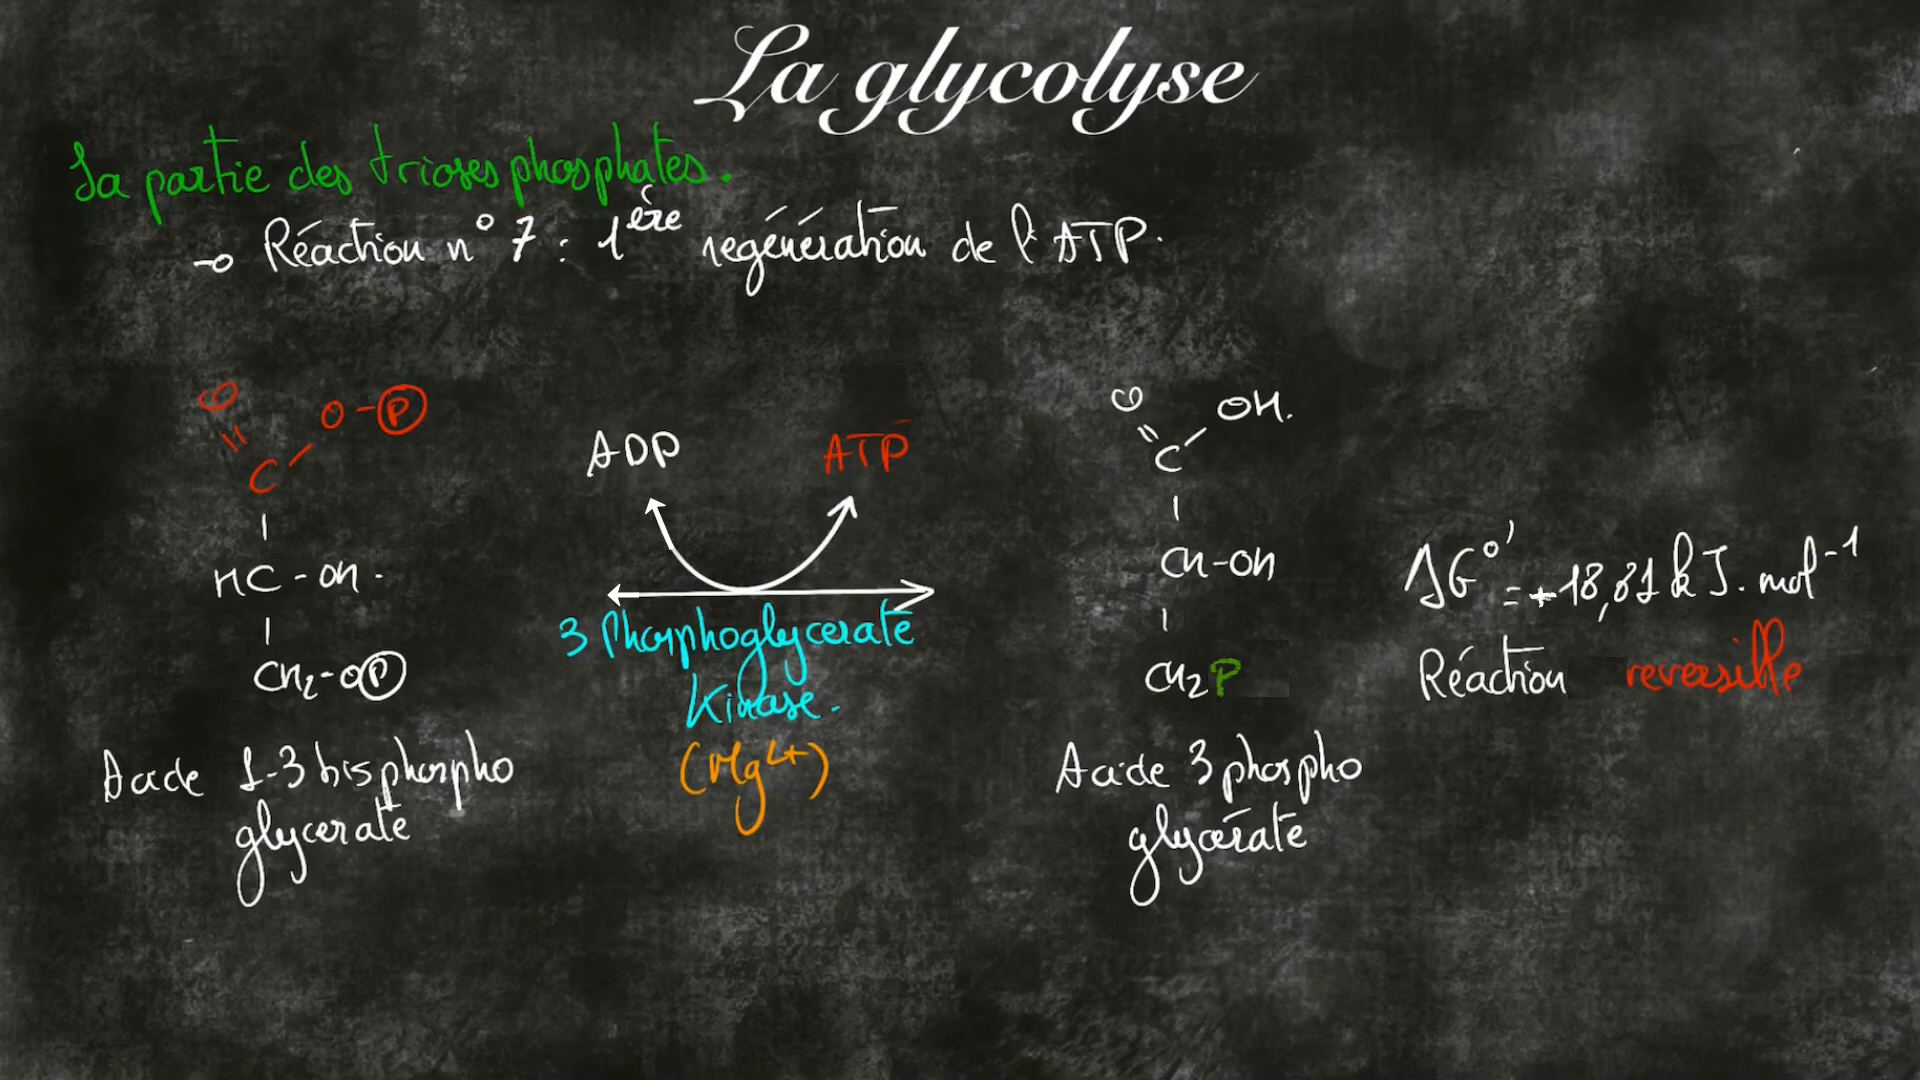 La glycolyse
La partie des trioses phosphates.
→ Réaction n° 7 : 1ère regénération de l'ATP.
O
O-P
C
HC-OH.
CH2-OP
Acide 1-3 bisphospho
glycerate
ADP
ATP
3 Phosphoglycerate
Kinase.
(Mg2+)
O
OH.
C
CH-OH
CH2P
Acide 3 phospho
glycérate
ΔG°' = +18,81 kJ.mol-1
Réaction reversible